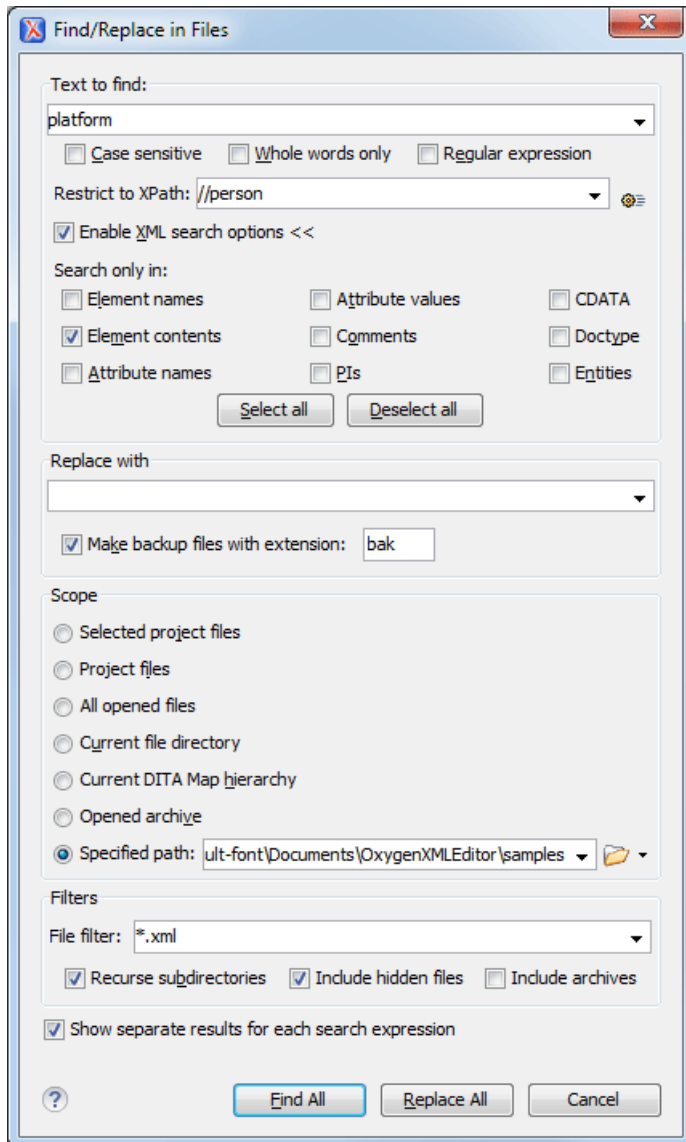 Find/Replace in Files
Text to find:
platform
Case sensitive Whole words only Regular expression
Restrict to XPath: //person
Enable XML search options <<
Search only in:
Element names Attribute values CDATA
Element contents Comments Doctype
Attribute names PIs Entities
Select all Deselect all
Replace with
Make backup files with extension: bak
Scope
Selected project files
Project files
All opened files
Current file directory
Current DITA Map hierarchy
Opened archive
Specified path: ult-font\Documents\OxygenXMLEditor\samples
Filters
File filter: *.xml
Recurse subdirectories Include hidden files Include archives
Show separate results for each search expression
? Find All Replace All Cancel